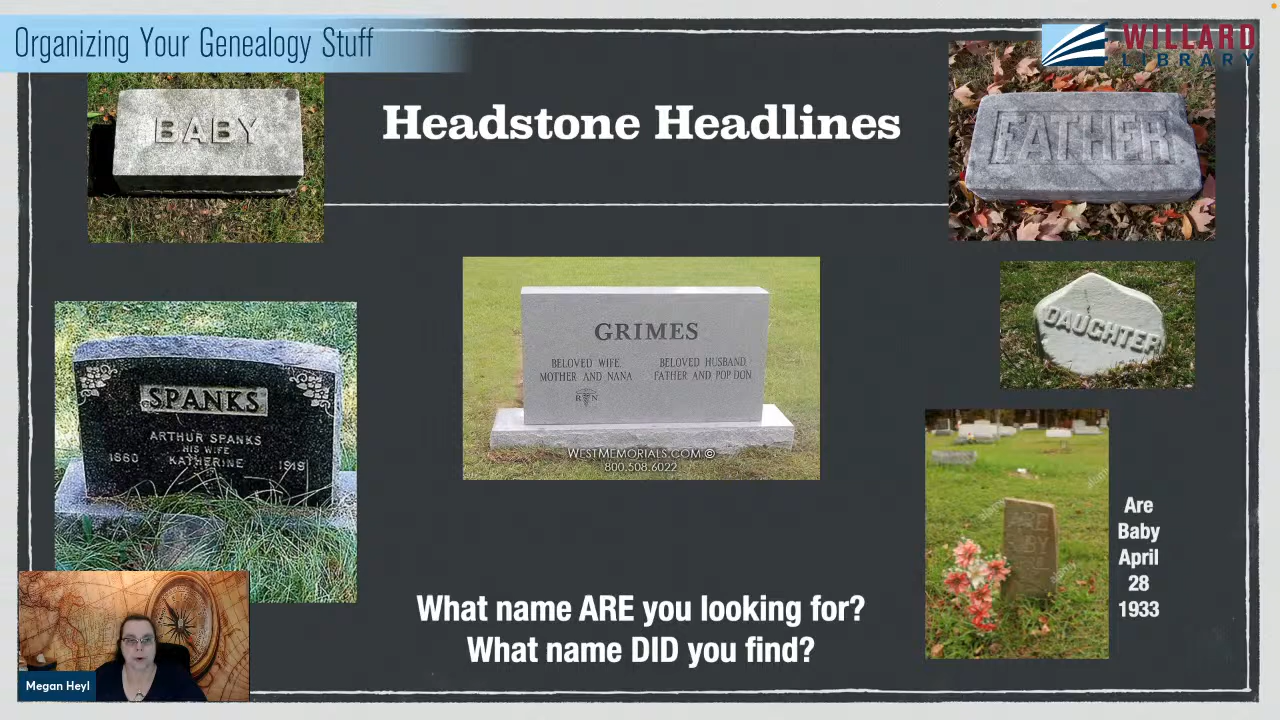 Organizing Your Genealogy Stuff
WILLARD
LIBRARY
Headstone Headlines
BABY
FATHER
DAUGHTER
GRIMES
BELOVED WIFE, BELOVED HUSBAND
MOTHER AND NANA FATHER AND POP DON
RN
WESTMEMORIALS.COM ©
800.508.6022
SPANKS
ARTHUR SPANKS
HIS WIFE
1860 KATHERINE 1919
Are
Baby
April
28
1933
What name ARE you looking for?
What name DID you find?
Megan Heyl